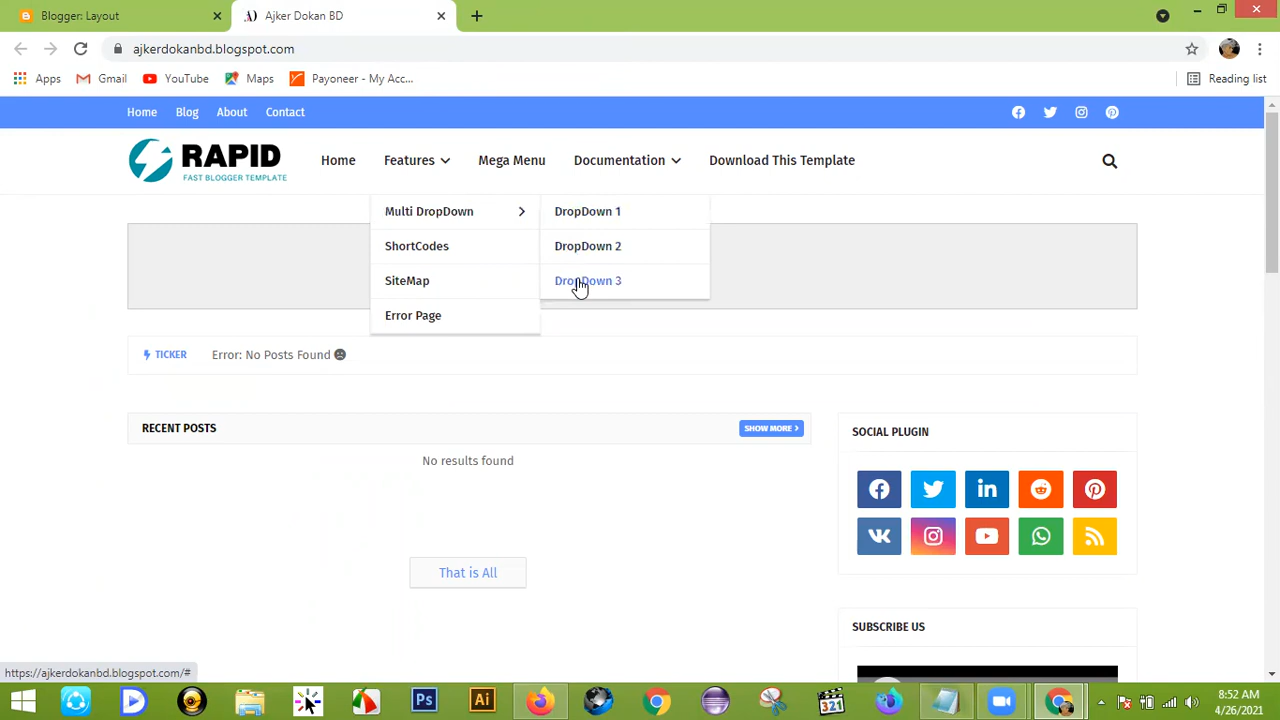 Blogger: Layout
Ajker Dokan BD
ajkerdokanbd.blogspot.com
Apps
Gmail
YouTube
Maps
Payoneer - My Acc...
Reading list
Home
Blog
About
Contact
RAPID
FAST BLOGGER TEMPLATE
Home
Features
Mega Menu
Documentation
Download This Template
Multi DropDown
DropDown 1
ShortCodes
DropDown 2
SiteMap
DropDown 3
Error Page
TICKER
Error: No Posts Found
RECENT POSTS
SHOW MORE
SOCIAL PLUGIN
No results found
That is All
SUBSCRIBE US
https://ajkerdokanbd.blogspot.com/#
Ps
Ai
321
8:52 AM
4/26/2021